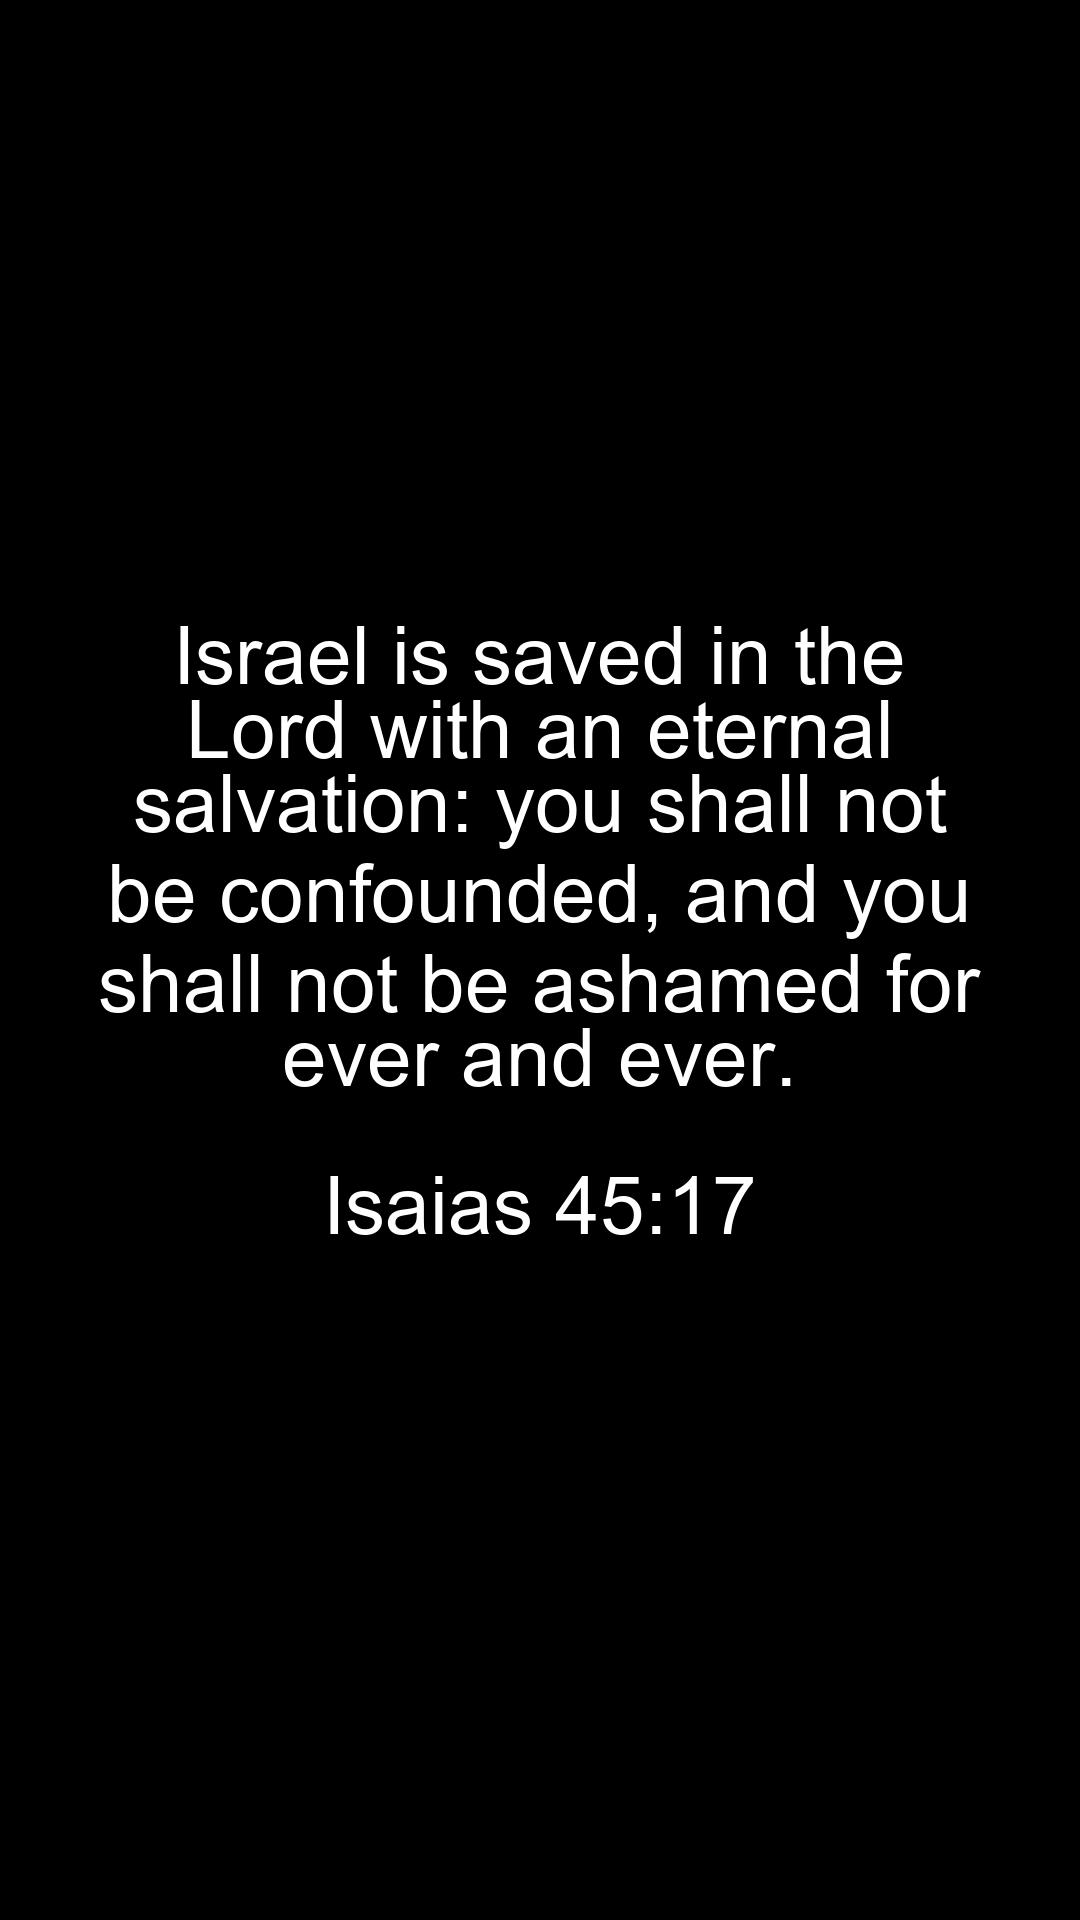 Israel is saved in the
Lord with an eternal
salvation: you shall not
be confounded, and you
shall not be ashamed for
ever and ever.
Isaias 45:17